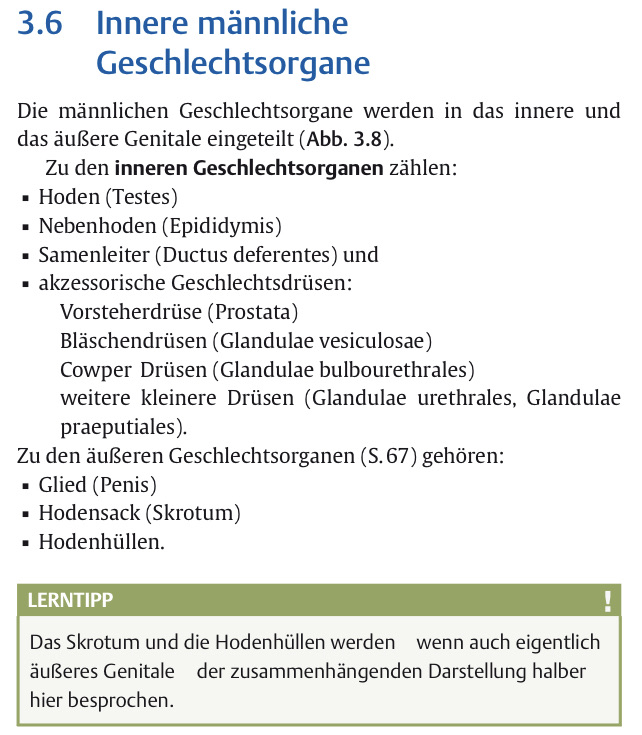 3.6 Innere männliche
Geschlechtsorgane
Die männlichen Geschlechtsorgane werden in das innere und
das äußere Genitale eingeteilt (Abb. 3.8).
Zu den inneren Geschlechtsorganen zählen:
▪ Hoden (Testes)
▪ Nebenhoden (Epididymis)
▪ Samenleiter (Ductus deferentes) und
▪ akzessorische Geschlechtsdrüsen:
Vorsteherdrüse (Prostata)
Bläschendrüsen (Glandulae vesiculosae)
Cowper Drüsen (Glandulae bulbourethrales)
weitere kleinere Drüsen (Glandulae urethrales, Glandulae
praeputiales).
Zu den äußeren Geschlechtsorganen (S. 67) gehören:
▪ Glied (Penis)
▪ Hodensack (Skrotum)
▪ Hodenhüllen.
LERNTIPP !
Das Skrotum und die Hodenhüllen werden wenn auch eigentlich
äußeres Genitale der zusammenhängenden Darstellung halber
hier besprochen.